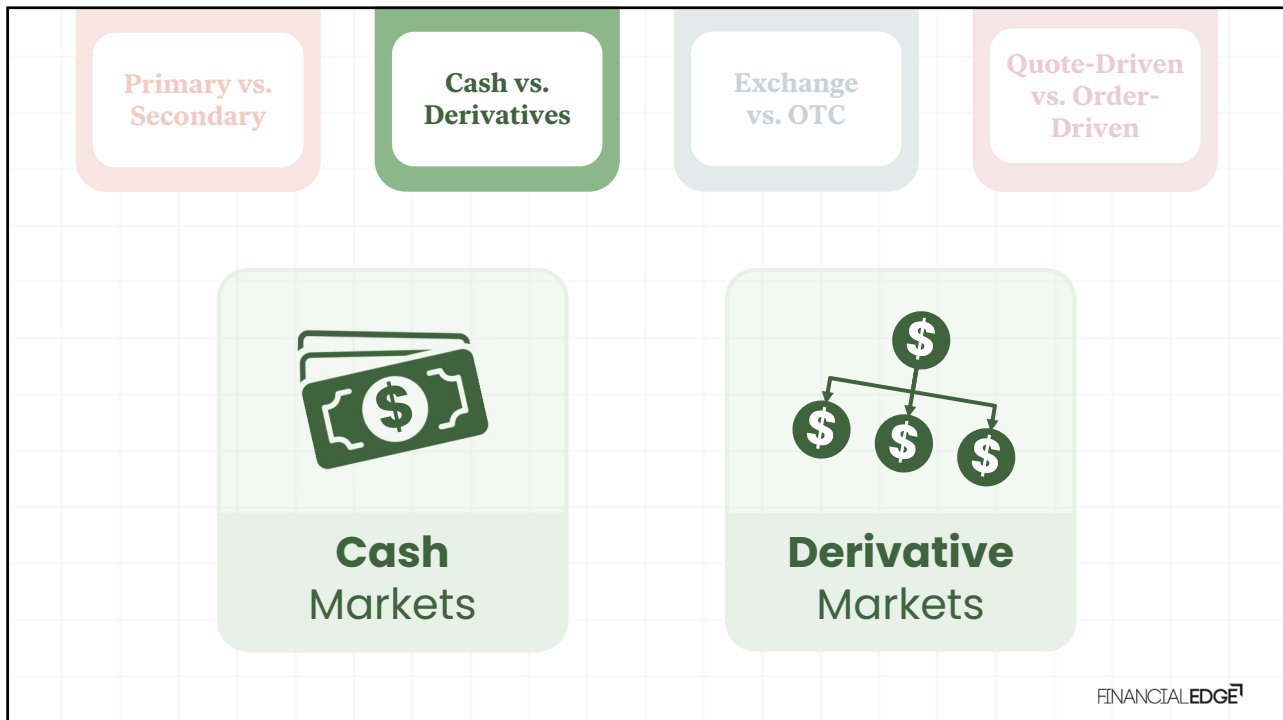 Primary vs.
Secondary
Cash vs.
Derivatives
Exchange
vs. OTC
Quote-Driven
vs. Order-
Driven
$
$
$
$
$
Cash
Markets
Derivative
Markets
FINANCIALEDGE